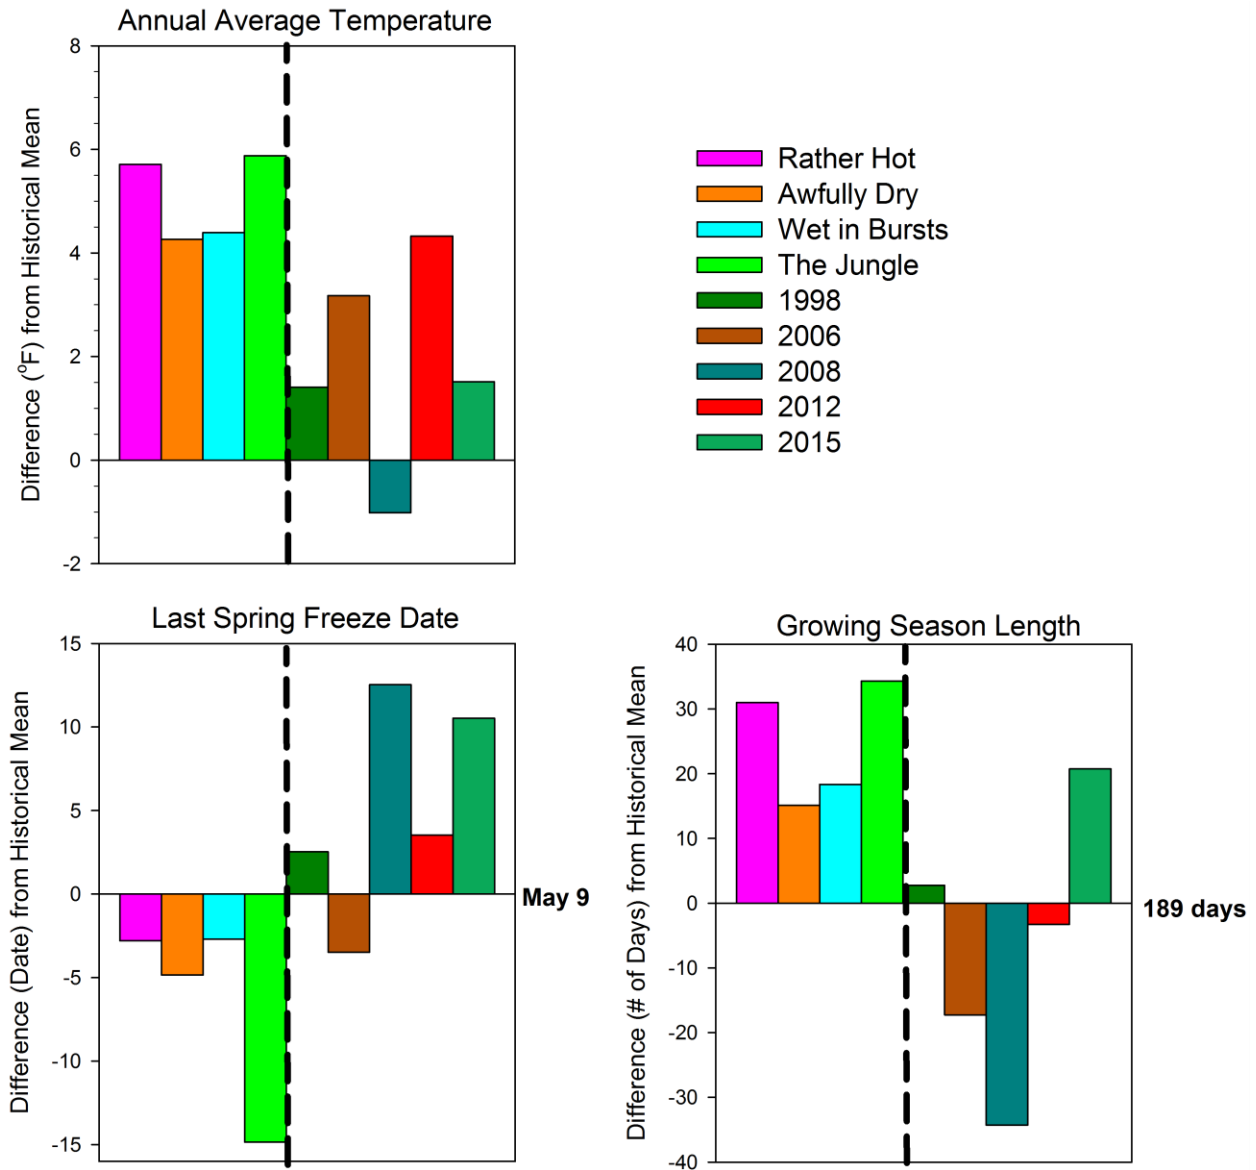 Annual Average Temperature
Difference (°F) from Historical Mean
8
6
4
2
0
-2
Rather Hot
Awfully Dry
Wet in Bursts
The Jungle
1998
2006
2008
2012
2015
Last Spring Freeze Date
Difference (Date) from Historical Mean
15
10
5
0
-5
-10
-15
May 9
Growing Season Length
Difference (# of Days) from Historical Mean
40
30
20
10
0
-10
-20
-30
-40
189 days